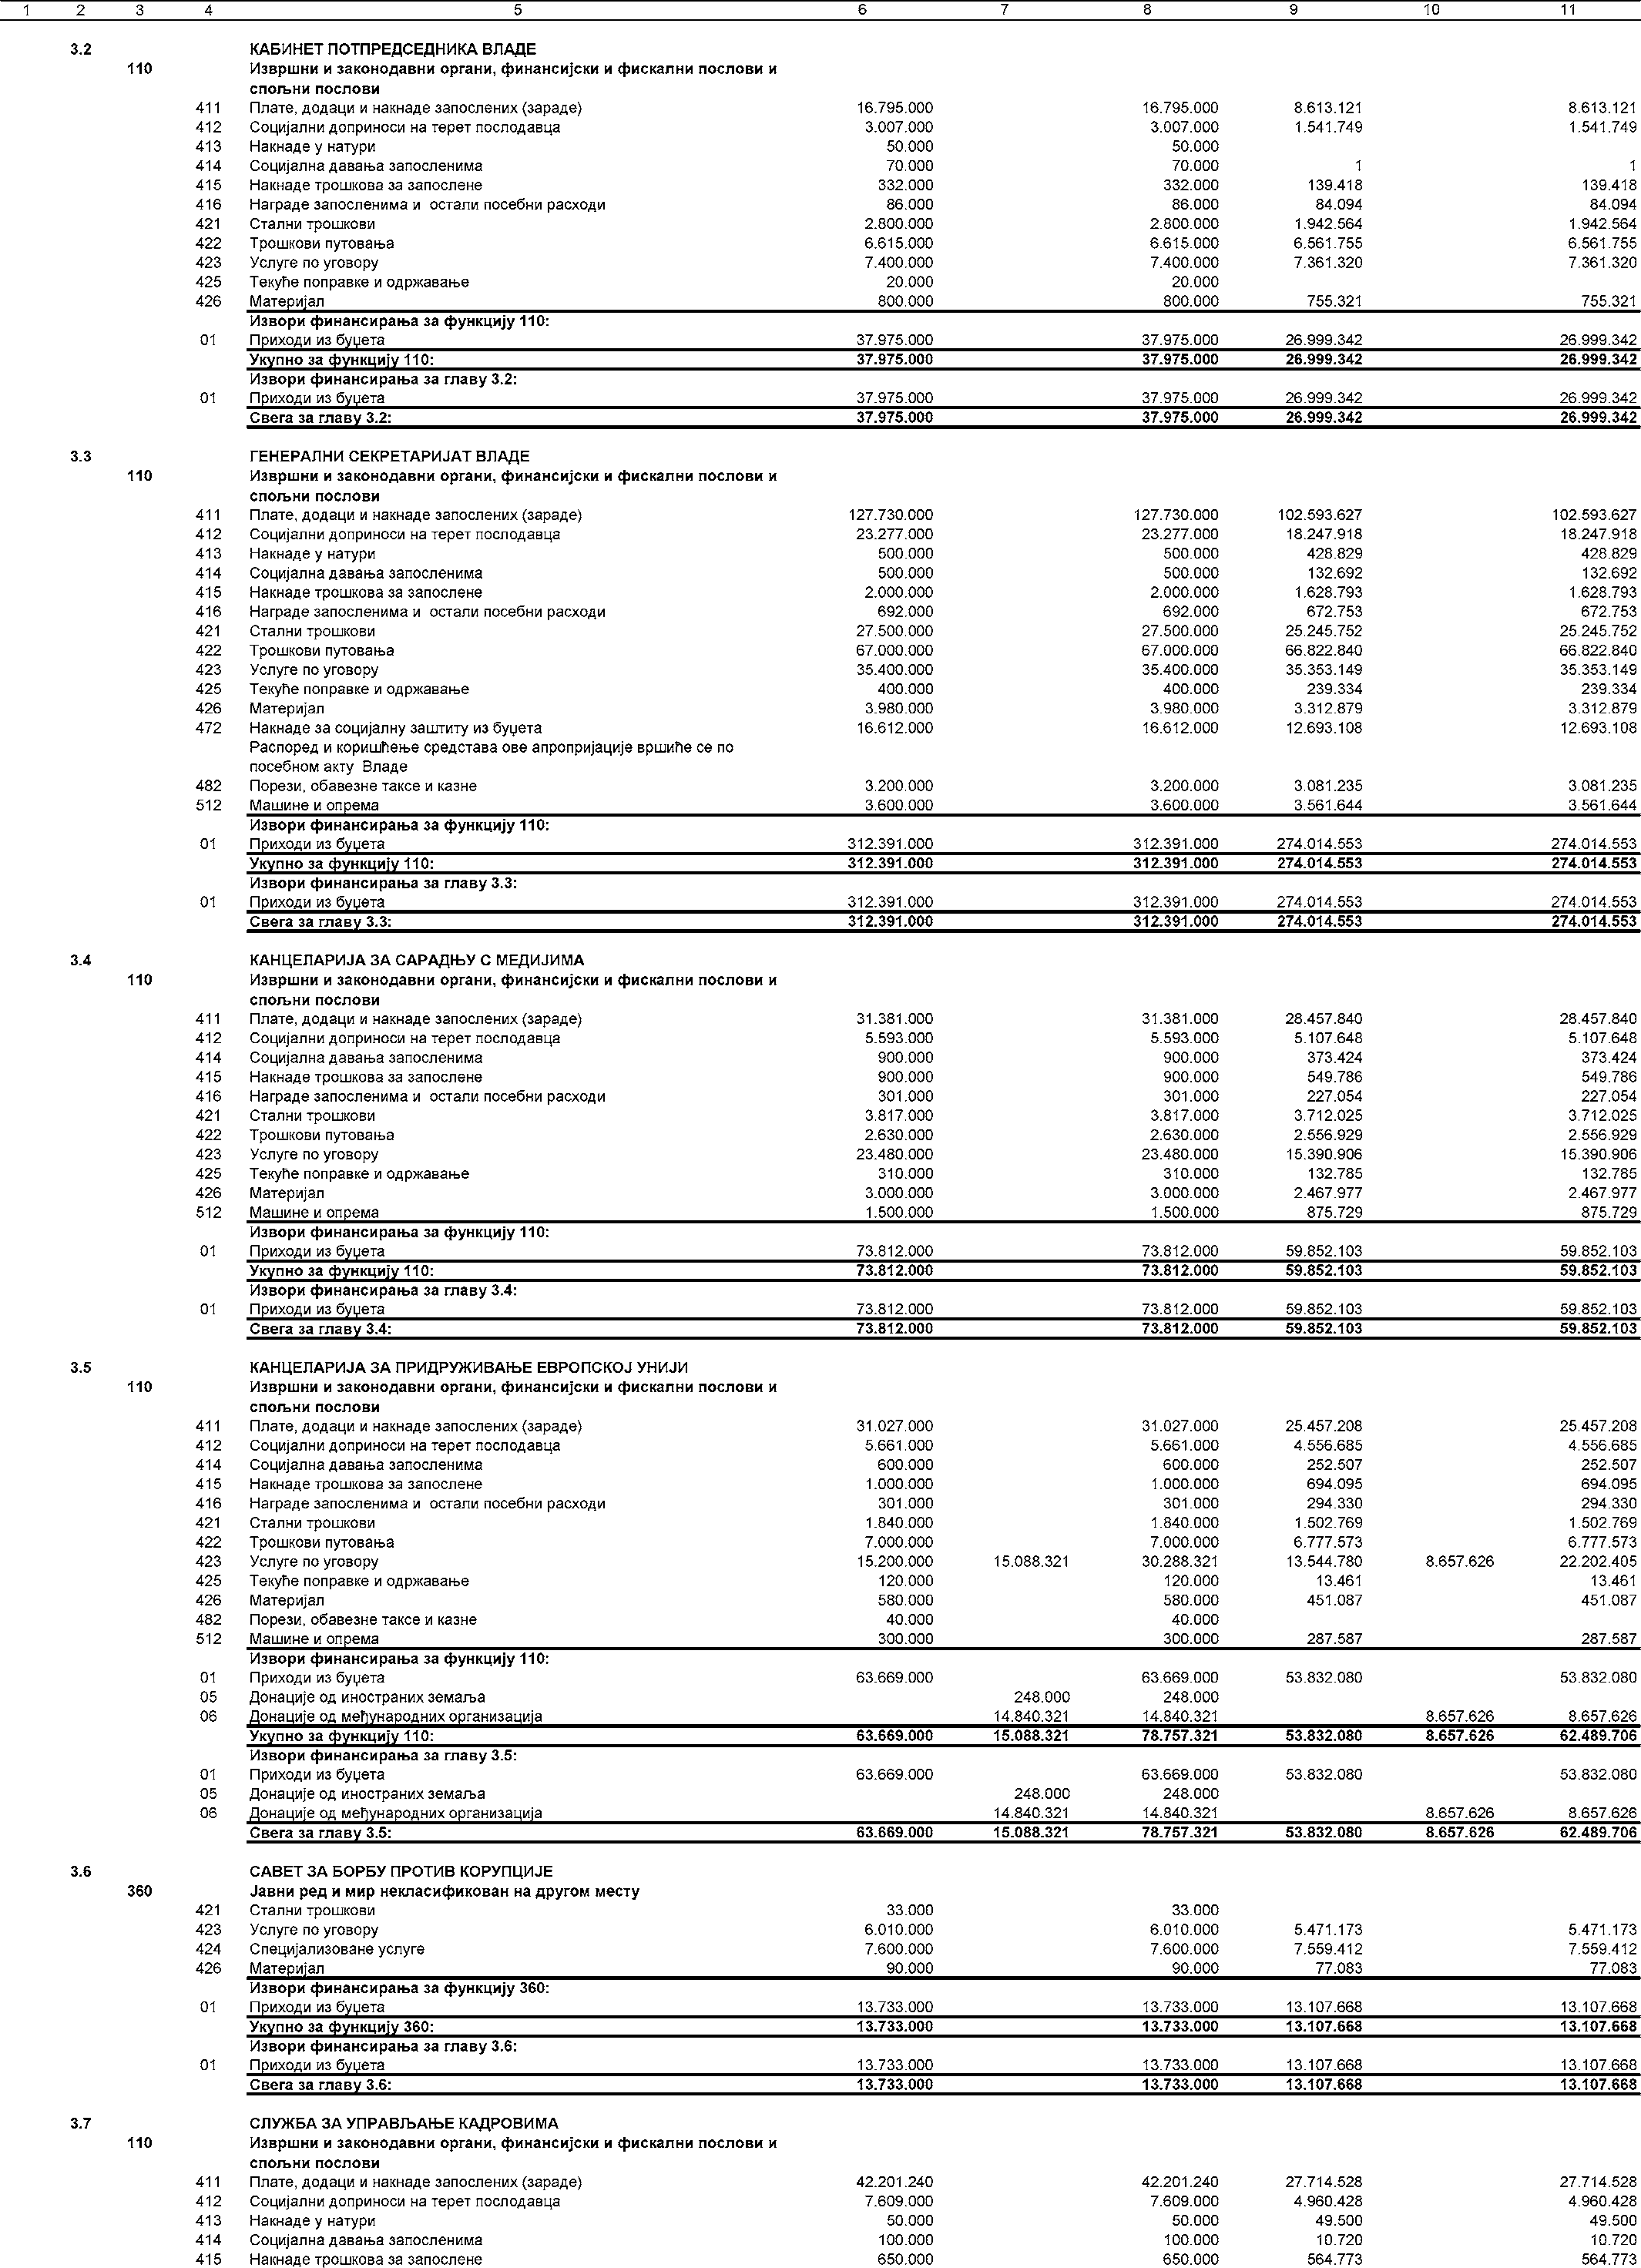 1 2 3 4 5 6 7 8 9 10 11
3.2 КАБИНЕТ ПОТПРЕДСЕДНИКА ВЛАДЕ
110 Извршни и законодавни органи, финансијски и фискални послови и
спољни послови
411 Плате, додаци и накнаде запослених (зараде) 16.795.000 16.795.000 8.613.121 8.613.121
412 Социјални доприноси на терет послодавца 3.007.000 3.007.000 1.541.749 1.541.749
413 Накнаде у натури 50.000 50.000
414 Социјална давања запосленима 70.000 70.000 1 1
415 Накнаде трошкова за запослене 332.000 332.000 139.418 139.418
416 Награде запосленима и остали посебни расходи 86.000 86.000 84.094 84.094
421 Стални трошкови 2.800.000 2.800.000 1.942.564 1.942.564
422 Трошкови путовања 6.615.000 6.615.000 6.561.755 6.561.755
423 Услуге по уговору 7.400.000 7.400.000 7.361.320 7.361.320
425 Текуће поправке и одржавање 20.000 20.000
426 Материјал 800.000 800.000 755.321 755.321
Извори финансирања за функцију 110:
01 Приходи из буџета 37.975.000 37.975.000 26.999.342 26.999.342
Укупно за функцију 110: 37.975.000 37.975.000 26.999.342 26.999.342
Извори финансирања за главу 3.2:
01 Приходи из буџета 37.975.000 37.975.000 26.999.342 26.999.342
Свега за главу 3.2: 37.975.000 37.975.000 26.999.342 26.999.342
3.3 ГЕНЕРАЛНИ СЕКРЕТАРИЈАТ ВЛАДЕ
110 Извршни и законодавни органи, финансијски и фискални послови и
спољни послови
411 Плате, додаци и накнаде запослених (зараде) 127.730.000 127.730.000 102.593.627 102.593.627
412 Социјални доприноси на терет послодавца 23.277.000 23.277.000 18.247.918 18.247.918
413 Накнаде у натури 500.000 500.000 428.829 428.829
414 Социјална давања запосленима 500.000 500.000 132.692 132.692
415 Накнаде трошкова за запослене 2.000.000 2.000.000 1.628.793 1.628.793
416 Награде запосленима и остали посебни расходи 692.000 692.000 672.753 672.753
421 Стални трошкови 27.500.000 27.500.000 25.245.752 25.245.752
422 Трошкови путовања 67.000.000 67.000.000 66.822.840 66.822.840
423 Услуге по уговору 35.400.000 35.400.000 35.353.149 35.353.149
425 Текуће поправке и одржавање 400.000 400.000 239.334 239.334
426 Материјал 3.980.000 3.980.000 3.312.879 3.312.879
472 Накнаде за социјалну заштиту из буџета 16.612.000 16.612.000 12.693.108 12.693.108
Распоред и коришћење средстава ове апропријације вршиће се по
посебном акту Владе
482 Порези, обавезне таксе и казне 3.200.000 3.200.000 3.081.235 3.081.235
512 Машине и опрема 3.600.000 3.600.000 3.561.644 3.561.644
Извори финансирања за функцију 110:
01 Приходи из буџета 312.391.000 312.391.000 274.014.553 274.014.553
Укупно за функцију 110: 312.391.000 312.391.000 274.014.553 274.014.553
Извори финансирања за главу 3.3:
01 Приходи из буџета 312.391.000 312.391.000 274.014.553 274.014.553
Свега за главу 3.3: 312.391.000 312.391.000 274.014.553 274.014.553
3.4 КАНЦЕЛАРИЈА ЗА САРАДЊУ С МЕДИЈИМА
110 Извршни и законодавни органи, финансијски и фискални послови и
спољни послови
411 Плате, додаци и накнаде запослених (зараде) 31.381.000 31.381.000 28.457.840 28.457.840
412 Социјални доприноси на терет послодавца 5.593.000 5.593.000 5.107.648 5.107.648
414 Социјална давања запосленима 900.000 900.000 373.424 373.424
415 Накнаде трошкова за запослене 900.000 900.000 549.786 549.786
416 Награде запосленима и остали посебни расходи 301.000 301.000 227.054 227.054
421 Стални трошкови 3.817.000 3.817.000 3.712.025 3.712.025
422 Трошкови путовања 2.630.000 2.630.000 2.556.929 2.556.929
423 Услуге по уговору 23.480.000 23.480.000 15.390.906 15.390.906
425 Текуће поправке и одржавање 310.000 310.000 132.785 132.785
426 Материјал 3.000.000 3.000.000 2.467.977 2.467.977
512 Машине и опрема 1.500.000 1.500.000 875.729 875.729
Извори финансирања за функцију 110:
01 Приходи из буџета 73.812.000 73.812.000 59.852.103 59.852.103
Укупно за функцију 110: 73.812.000 73.812.000 59.852.103 59.852.103
Извори финансирања за главу 3.4:
01 Приходи из буџета 73.812.000 73.812.000 59.852.103 59.852.103
Свега за главу 3.4: 73.812.000 73.812.000 59.852.103 59.852.103
3.5 КАНЦЕЛАРИЈА ЗА ПРИДРУЖИВАЊЕ ЕВРОПСКОЈ УНИЈИ
110 Извршни и законодавни органи, финансијски и фискални послови и
спољни послови
411 Плате, додаци и накнаде запослених (зараде) 31.027.000 31.027.000 25.457.208 25.457.208
412 Социјални доприноси на терет послодавца 5.661.000 5.661.000 4.556.685 4.556.685
414 Социјална давања запосленима 600.000 600.000 252.507 252.507
415 Накнаде трошкова за запослене 1.000.000 1.000.000 694.095 694.095
416 Награде запосленима и остали посебни расходи 301.000 301.000 294.330 294.330
421 Стални трошкови 1.840.000 1.840.000 1.502.769 1.502.769
422 Трошкови путовања 7.000.000 7.000.000 6.777.573 6.777.573
423 Услуге по уговору 15.200.000 15.088.321 30.288.321 13.544.780 8.657.626 22.202.405
425 Текуће поправке и одржавање 120.000 120.000 13.461 13.461
426 Материјал 580.000 580.000 451.087 451.087
482 Порези, обавезне таксе и казне 40.000 40.000
512 Машине и опрема 300.000 300.000 287.587 287.587
Извори финансирања за функцију 110:
01 Приходи из буџета 63.669.000 63.669.000 53.832.080 53.832.080
05 Донације од иностраних земаља 248.000 248.000
06 Донације од међународних организација 14.840.321 14.840.321 8.657.626 8.657.626
Укупно за функцију 110: 63.669.000 15.088.321 78.757.321 53.832.080 8.657.626 62.489.706
Извори финансирања за главу 3.5:
01 Приходи из буџета 63.669.000 63.669.000 53.832.080 53.832.080
05 Донације од иностраних земаља 248.000 248.000
06 Донације од међународних организација 14.840.321 14.840.321 8.657.626 8.657.626
Свега за главу 3.5: 63.669.000 15.088.321 78.757.321 53.832.080 8.657.626 62.489.706
3.6 САВЕТ ЗА БОРБУ ПРОТИВ КОРУПЦИЈЕ
360 Јавни ред и мир некласификован на другом месту
421 Стални трошкови 33.000 33.000
423 Услуге по уговору 6.010.000 6.010.000 5.471.173 5.471.173
424 Специјализоване услуге 7.600.000 7.600.000 7.559.412 7.559.412
426 Материјал 90.000 90.000 77.083 77.083
Извори финансирања за функцију 360:
01 Приходи из буџета 13.733.000 13.733.000 13.107.668 13.107.668
Укупно за функцију 360: 13.733.000 13.733.000 13.107.668 13.107.668
Извори финансирања за главу 3.6:
01 Приходи из буџета 13.733.000 13.733.000 13.107.668 13.107.668
Свега за главу 3.6: 13.733.000 13.733.000 13.107.668 13.107.668
3.7 СЛУЖБА ЗА УПРАВЉАЊЕ КАДРОВИМА
110 Извршни и законодавни органи, финансијски и фискални послови и
спољни послови
411 Плате, додаци и накнаде запослених (зараде) 42.201.240 42.201.240 27.714.528 27.714.528
412 Социјални доприноси на терет послодавца 7.609.000 7.609.000 4.960.428 4.960.428
413 Накнаде у натури 50.000 50.000 49.500 49.500
414 Социјална давања запосленима 100.000 100.000 10.720 10.720
415 Накнаде трошкова за запослене 650.000 650.000 564.773 564.773